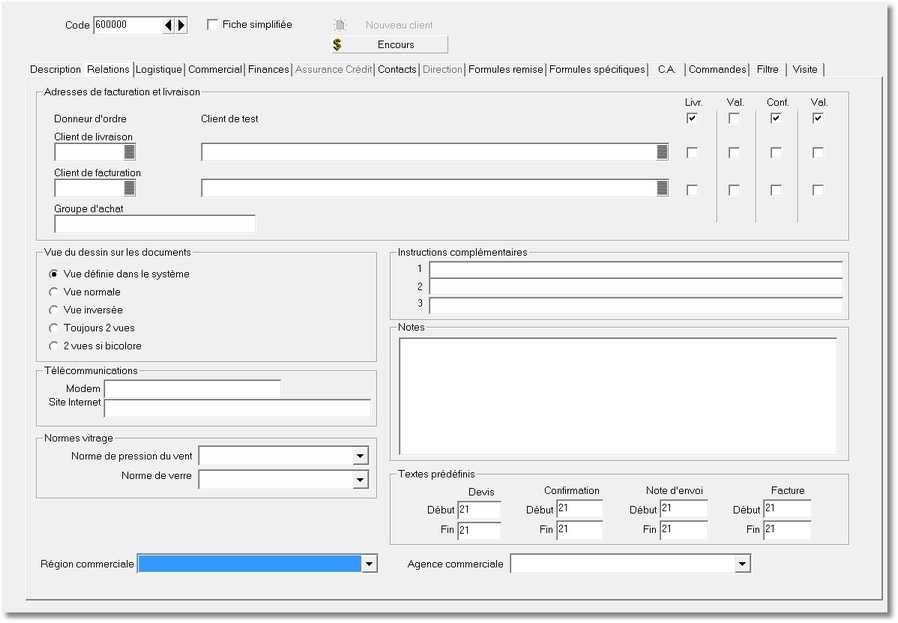 Code 600000 Fiche simplifiée Nouveau client
$ Encours
Description Relations Logistique Commercial Finances Assurance Crédit Contacts Direction Formules remise Formules spécifiques C.A. Commandes Filtre Visite
Adresses de facturation et livraison
Livr. Val. Conf. Val.
Donneur d'ordre Client de test
Client de livraison
Client de facturation
Groupe d'achat
Vue du dessin sur les documents
Vue définie dans le système
Vue normale
Vue inversée
Toujours 2 vues
2 vues si bicolore
Instructions complémentaires
1
2
3
Notes
Télécommunications
Modem
Site Internet
Normes vitrage
Norme de pression du vent
Norme de verre
Textes prédéfinis
Devis Confirmation Note d'envoi Facture
Début 21 Début 21 Début 21 Début 21
Fin 21 Fin 21 Fin 21 Fin 21
Région commerciale Agence commerciale